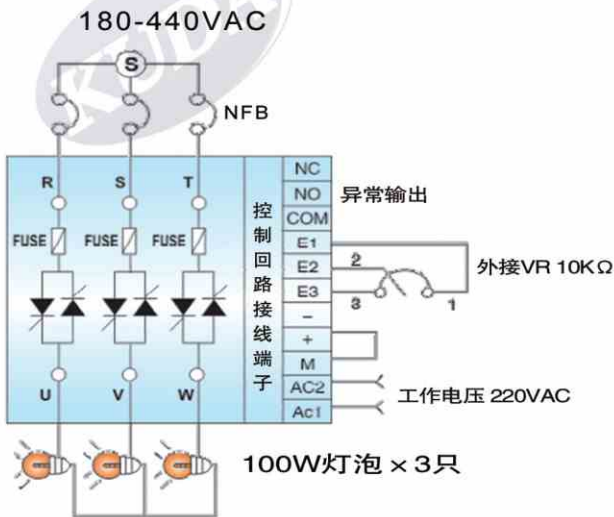 180-440VAC
KUDA
S
NFB
R S T
FUSE FUSE FUSE
U V W
控制回路接线端子
NC
NO
COM
E1
E2
E3
-
+
M
AC2
Ac1
异常输出
2
3
1
外接VR 10KΩ
工作电压 220VAC
100W灯泡 x 3只